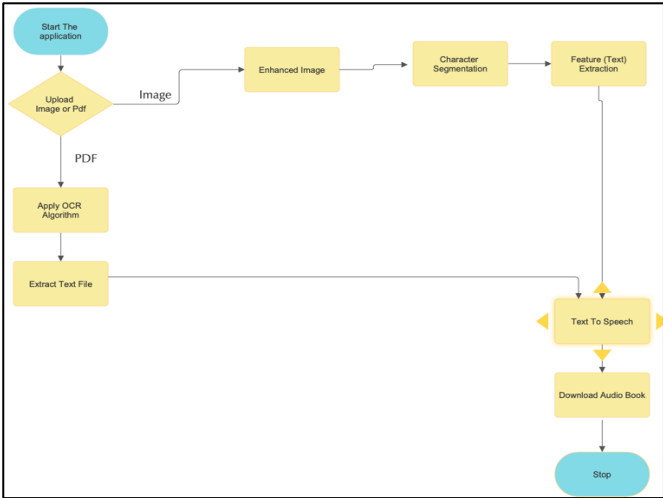 Start The
application
Upload
Image or Pdf
Image
Enhanced Image
Character
Segmentation
Feature (Text)
Extraction
PDF
Apply OCR
Algorithm
Extract Text File
Text To Speech
Download Audio Book
Stop